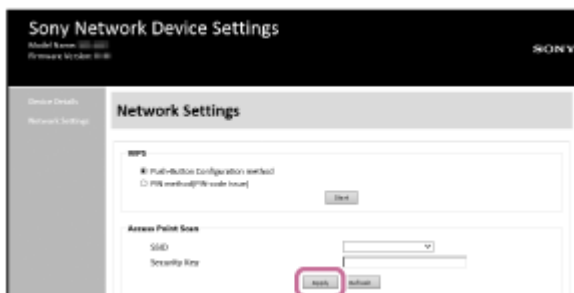 Sony Network Device Settings
Model Name
Firmware Version
SONY
Device Details
Network Settings
Network Settings
WPS
Push-Button Configuration method
PIN method(PIN-code issue)
Start
Access Point Scan
SSID
Security Key
Apply
Refresh